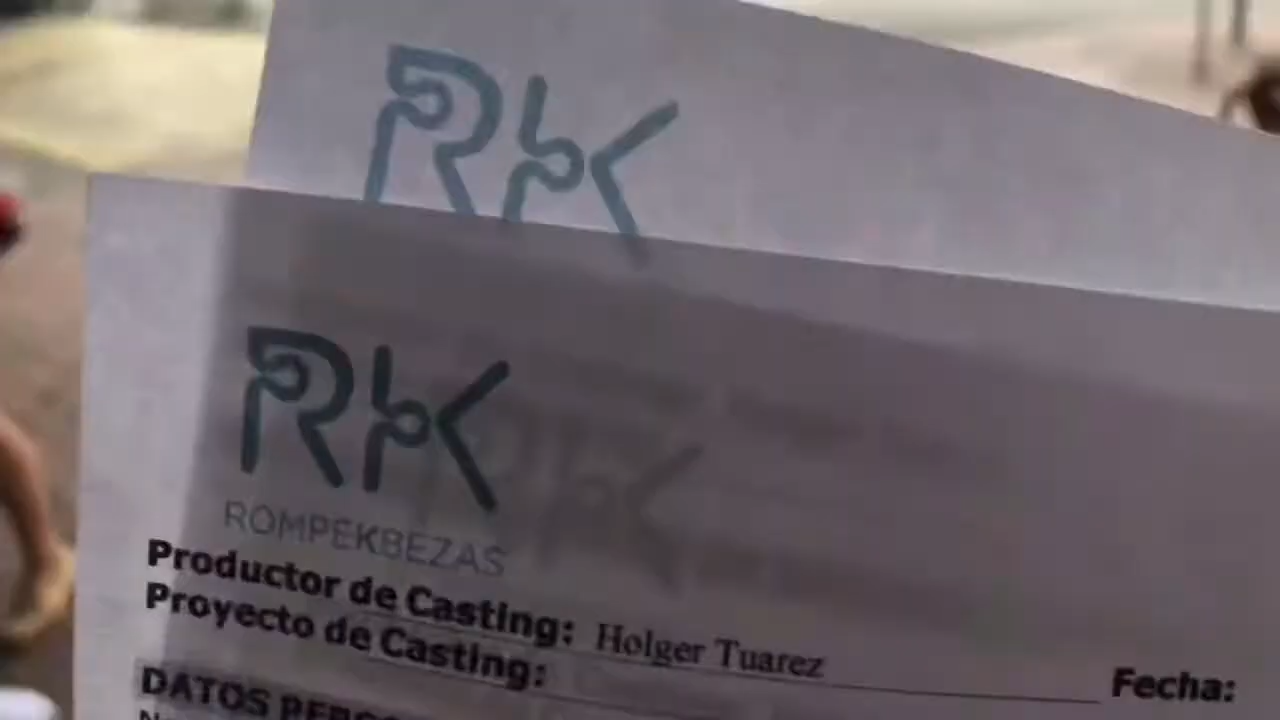 RK
RK
ROMPEKBEZAS
Productor de Casting: Holger Tuarez
Proyecto de Casting: Fecha:
DATOS